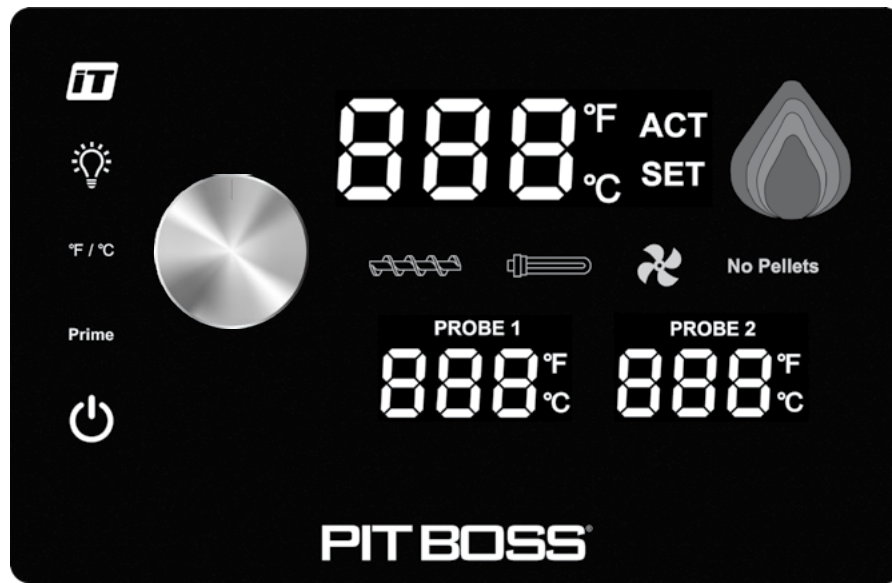 iT
°F / °C
Prime
888 °F °C
ACT
SET
No Pellets
PROBE 1
888 °F °C
PROBE 2
888 °F °C
PIT BOSS®